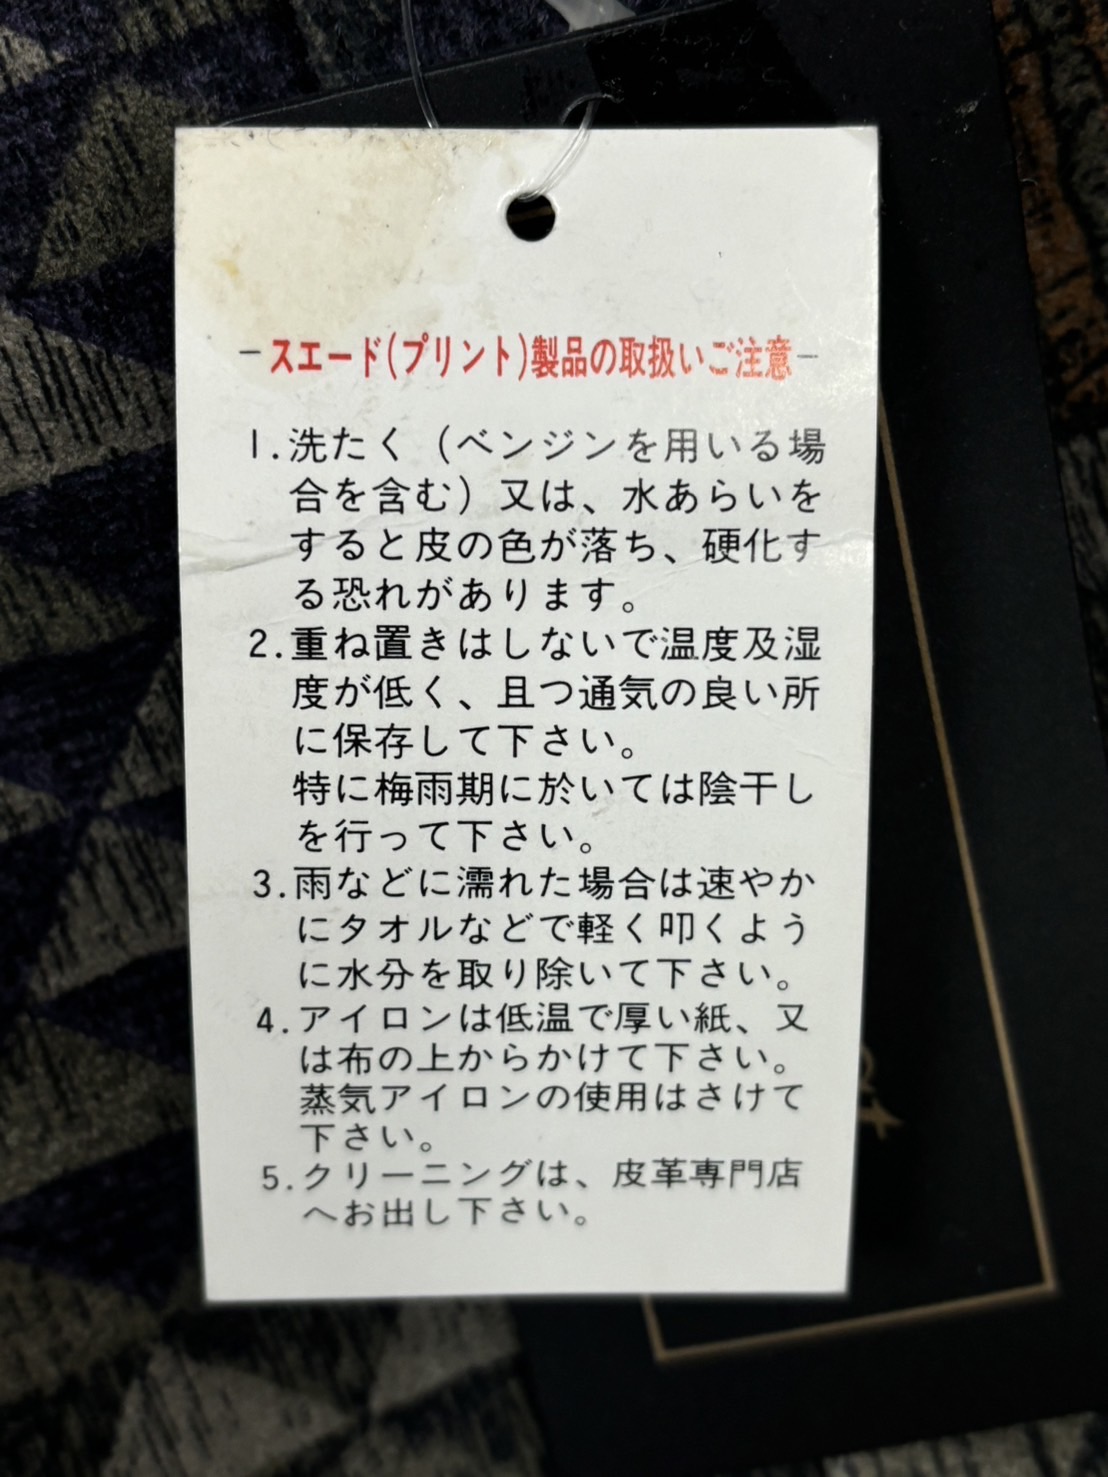 －スエード(プリント)製品の取扱いご注意－
1.洗たく（ベンジンを用いる場
合を含む）又は、水あらいを
すると皮の色が落ち、硬化す
る恐れがあります。
2.重ね置きはしないで温度及湿
度が低く、且つ通気の良い所
に保存して下さい。
特に梅雨期に於いては陰干し
を行って下さい。
3.雨などに濡れた場合は速やか
にタオルなどで軽く叩くよう
に水分を取り除いて下さい。
4.アイロンは低温で厚い紙、又
は布の上からかけて下さい。
蒸気アイロンの使用はさけて
下さい。
5.クリーニングは、皮革専門店
へお出し下さい。